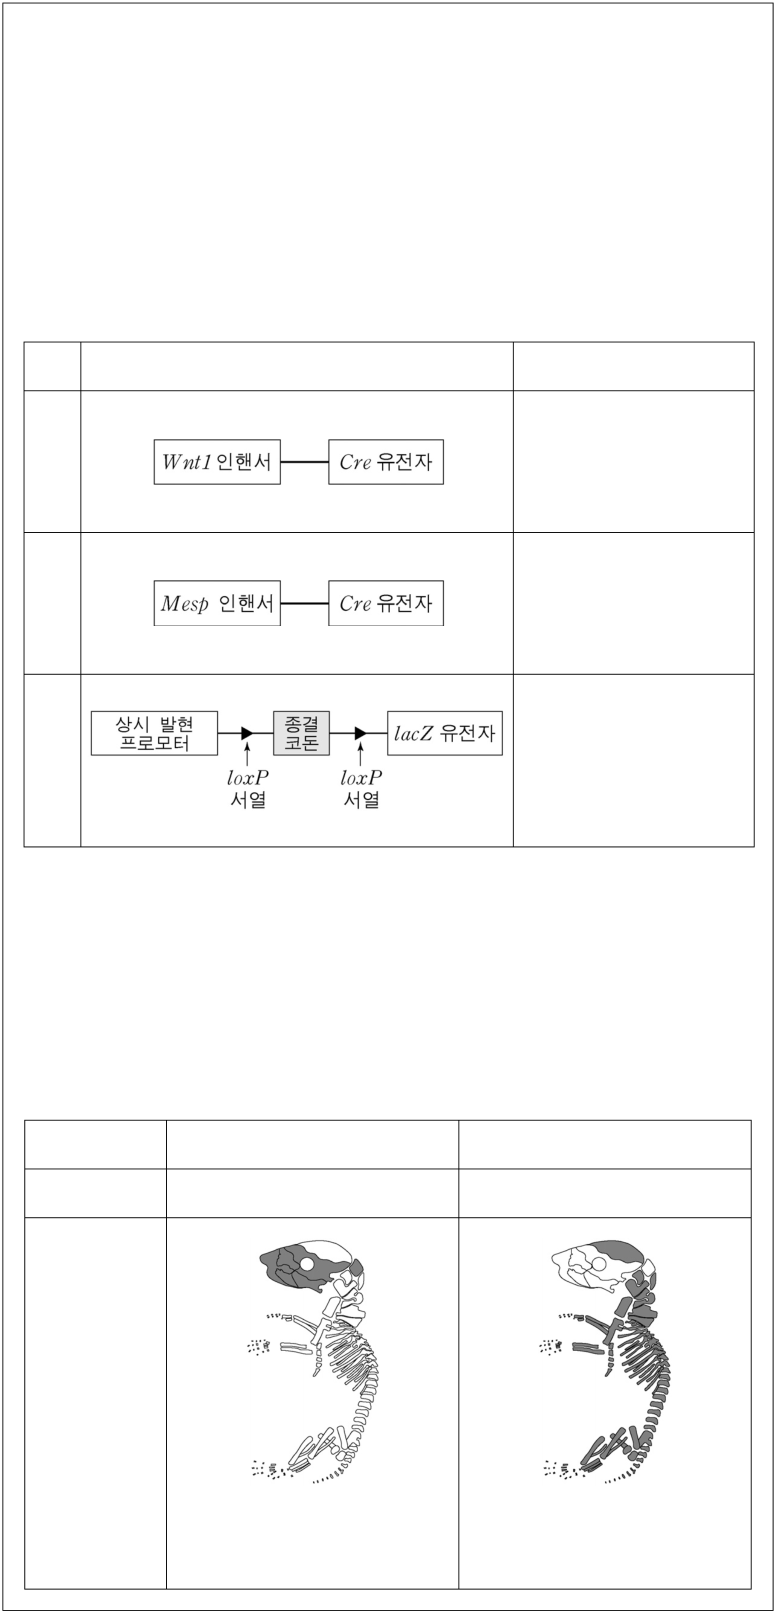 Wnt1 인핸서 Cre 유전자
Mesp 인핸서 Cre 유전자
상시 발현
프로모터
종결
코돈
lacZ 유전자
loxP
서열
loxP
서열